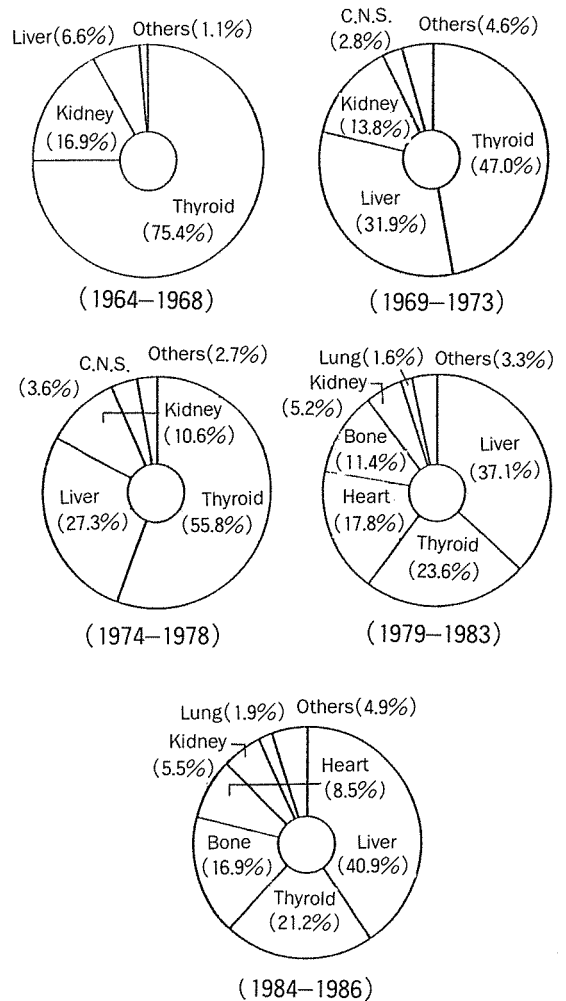 Liver(6.6%)
Others(1.1%)
Kidney
(16.9%)
Thyroid
(75.4%)
(1964–1968)
C.N.S.
(2.8%)
Others(4.6%)
Kidney
(13.8%)
Thyroid
(47.0%)
Liver
(31.9%)
(1969–1973)
C.N.S.
(3.6%)
Others(2.7%)
Kidney
(10.6%)
Liver
(27.3%)
Thyroid
(55.8%)
(1974–1978)
Lung(1.6%)
Others(3.3%)
Kidney
(5.2%)
Bone
(11.4%)
Liver
(37.1%)
Heart
(17.8%)
Thyroid
(23.6%)
(1979–1983)
Lung(1.9%)
Others(4.9%)
Kidney
(5.5%)
Heart
(8.5%)
Bone
(16.9%)
Liver
(40.9%)
Thyroid
(21.2%)
(1984–1986)